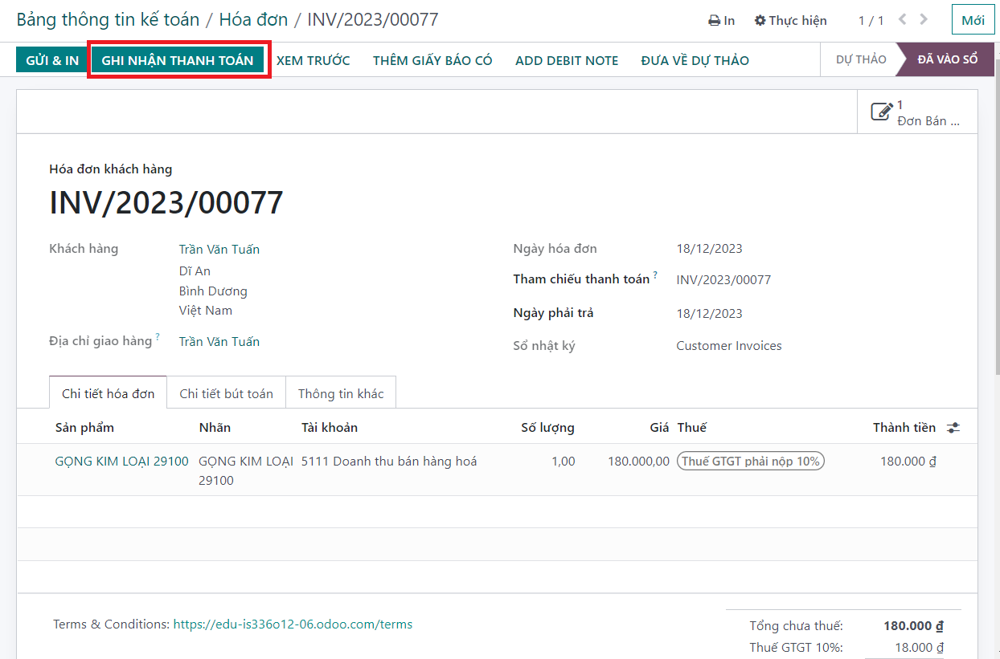 Bảng thông tin kế toán / Hóa đơn / INV/2023/00077
In Thực hiện 1 / 1 Mới
GỬI & IN GHI NHẬN THANH TOÁN XEM TRƯỚC THÊM GIẤY BÁO CÓ ADD DEBIT NOTE ĐƯA VỀ DỰ THẢO DỰ THẢO ĐÃ VÀO SỔ
1
Đơn Bán ...
Hóa đơn khách hàng
INV/2023/00077
Khách hàng Trần Văn Tuấn Ngày hóa đơn 18/12/2023
Dĩ An
Tham chiếu thanh toán ? INV/2023/00077
Bình Dương
Việt Nam Ngày phải trả 18/12/2023
Địa chỉ giao hàng ? Trần Văn Tuấn Sổ nhật ký Customer Invoices
Chi tiết hóa đơn Chi tiết bút toán Thông tin khác
Sản phẩm Nhãn Tài khoản Số lượng Giá Thuế Thành tiền
GỌNG KIM LOẠI 29100 GỌNG KIM LOẠI 5111 Doanh thu bán hàng hoá 1,00 180.000,00 Thuế GTGT phải nộp 10% 180.000 ₫
29100
Terms & Conditions: https://edu-is336o12-06.odoo.com/terms Tổng chưa thuế: 180.000 ₫
Thuế GTGT 10%: 18.000 ₫